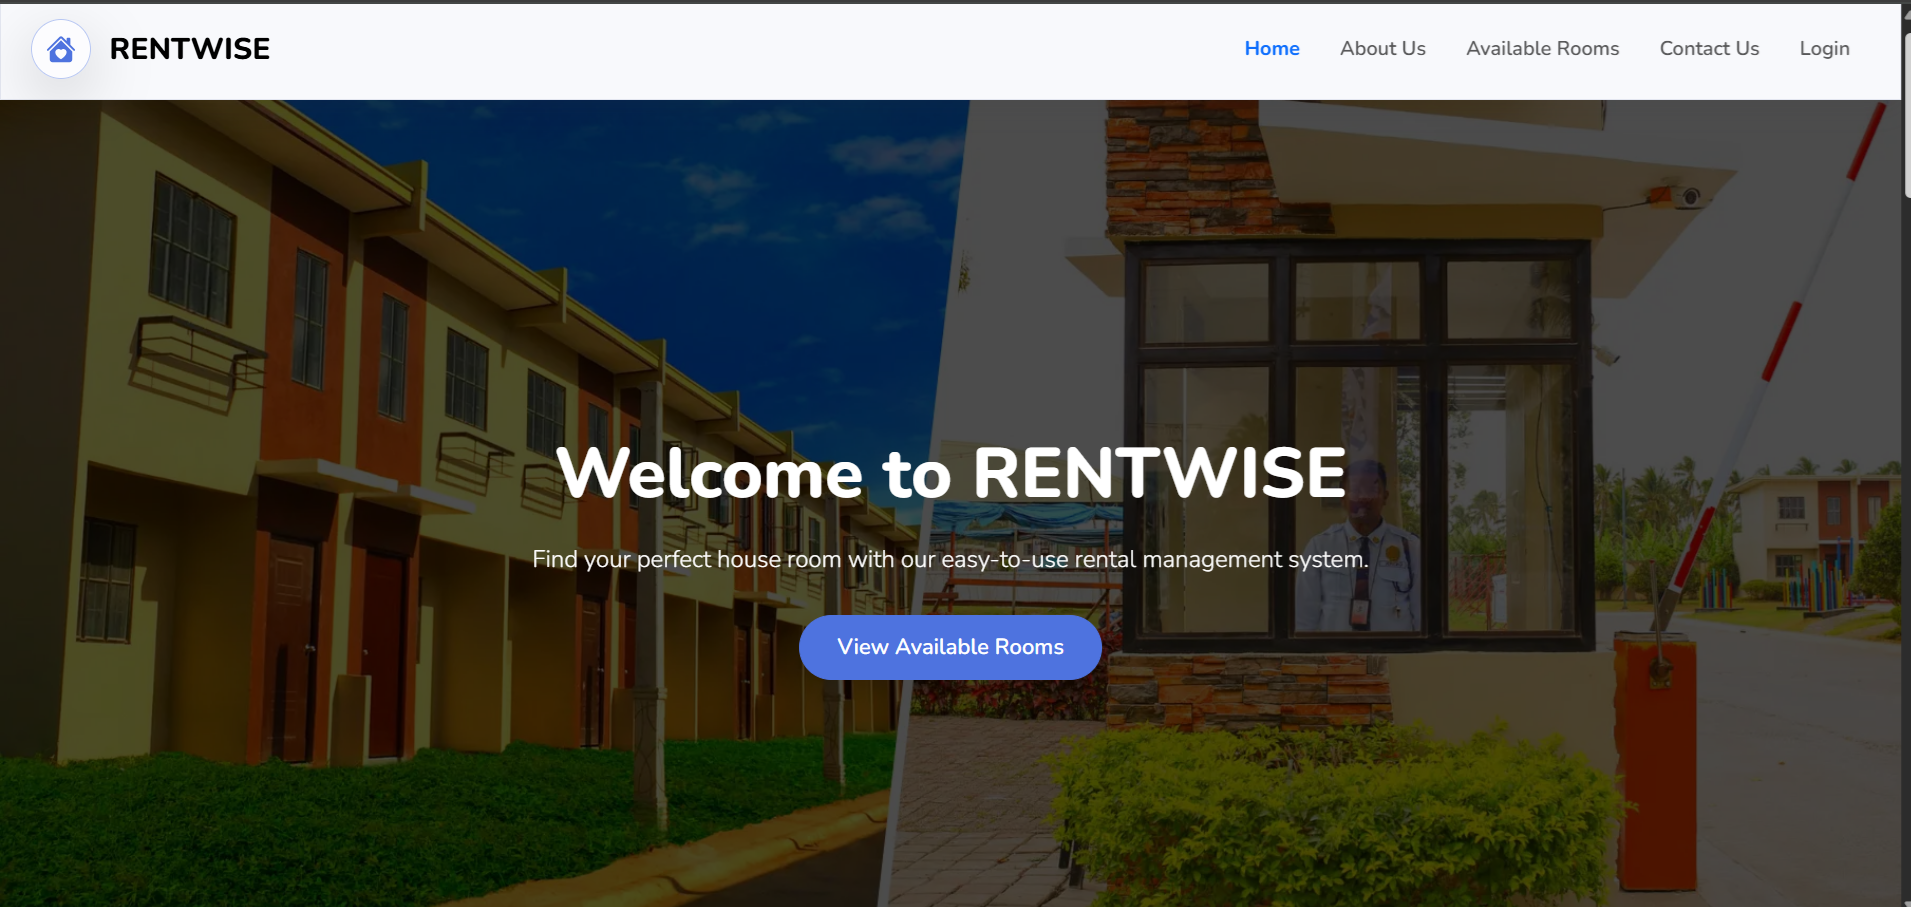 RENTWISE
Home About Us Available Rooms Contact Us Login
Welcome to RENTWISE
Find your perfect house room with our easy-to-use rental management system.
View Available Rooms